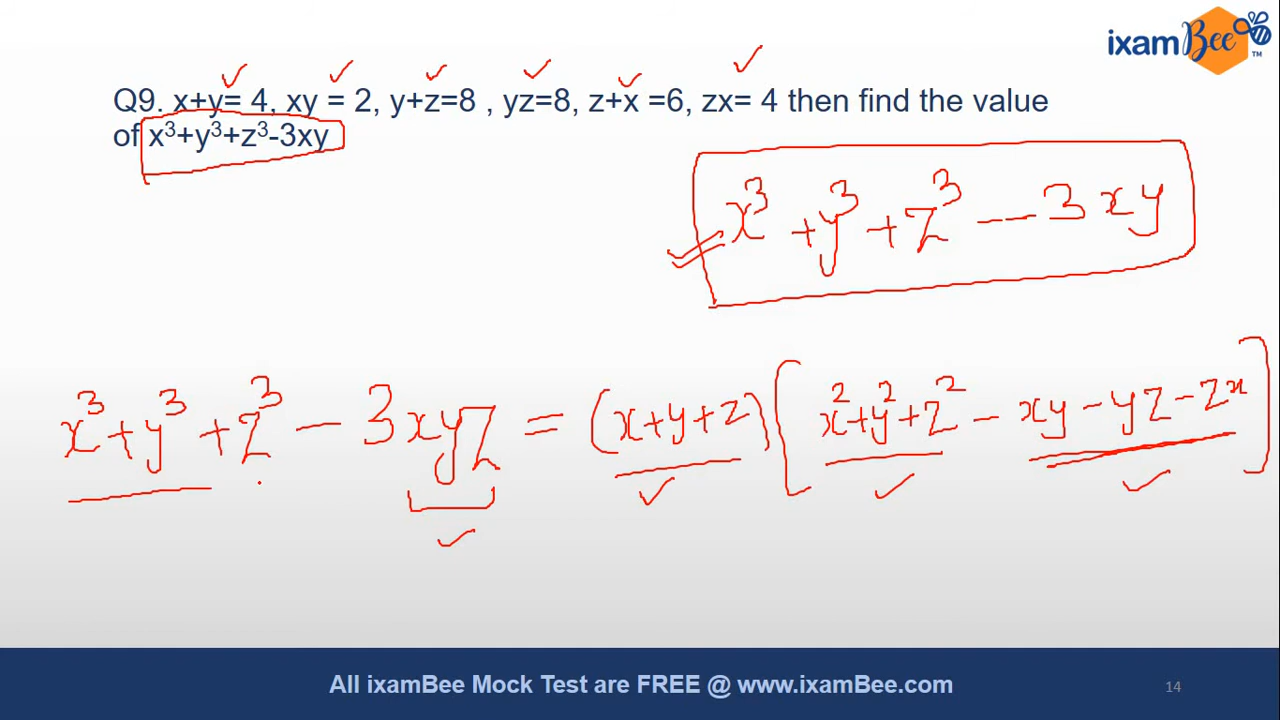 ixamBee™
Q9. x+y= 4, xy = 2, y+z=8 , yz=8, z+x =6, zx= 4 then find the value
of x³+y³+z³-3xy
x³ + y³ + z³ — 3xy
x³ + y³ + z³ — 3xyz = (x+y+z) [x²+y²+z² - xy - yz - zx]
All ixamBee Mock Test are FREE @ www.ixamBee.com
14